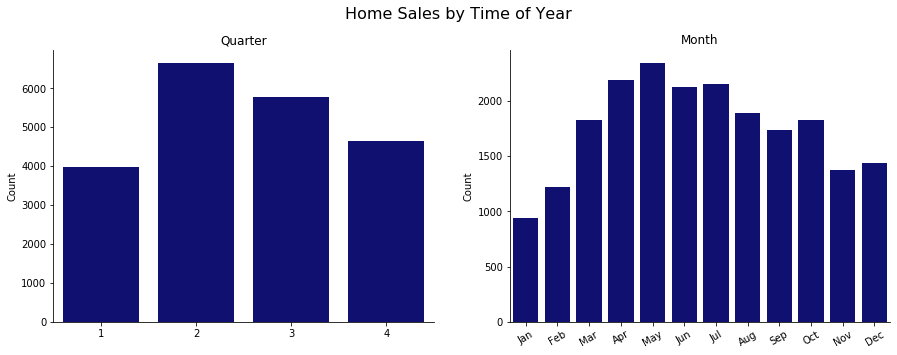 Home Sales by Time of Year
Quarter
Count
6000
5000
4000
3000
2000
1000
0
1 2 3 4
Month
Count
2000
1500
1000
500
0
Jan Feb Mar Apr May Jun Jul Aug Sep Oct Nov Dec